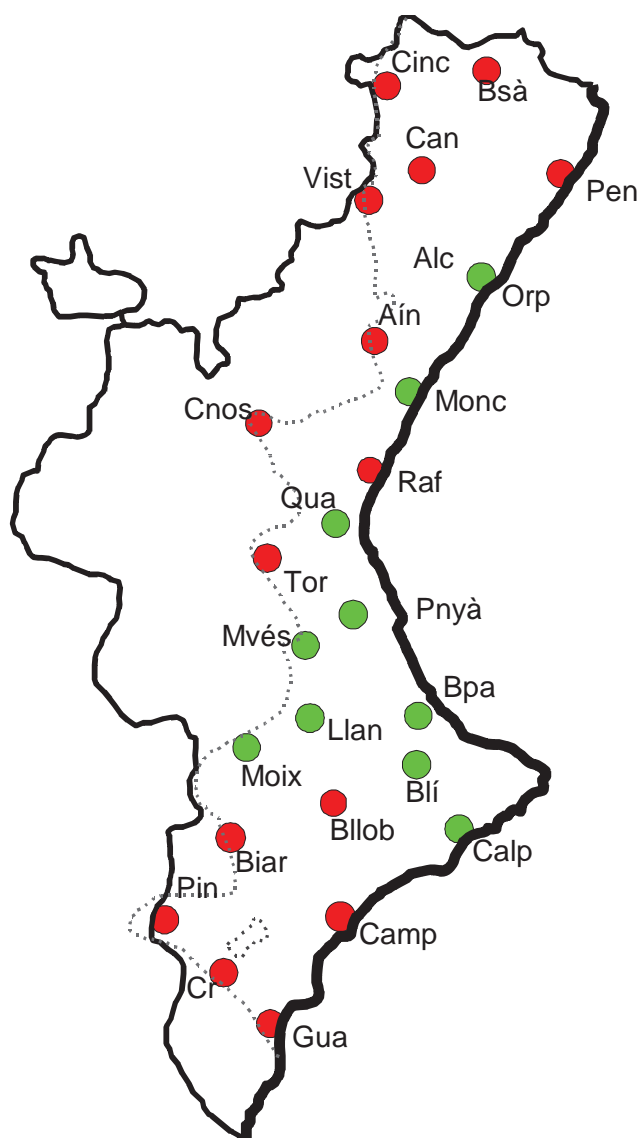 Cinc
Bsà
Can
Vist
Pen
Alc
Orp
Aín
Monc
Cnos
Raf
Qua
Tor
Pnyà
Mvés
Bpa
Llan
Moix
Blí
Bllob
Calp
Biar
Pin
Camp
Cr
Gua